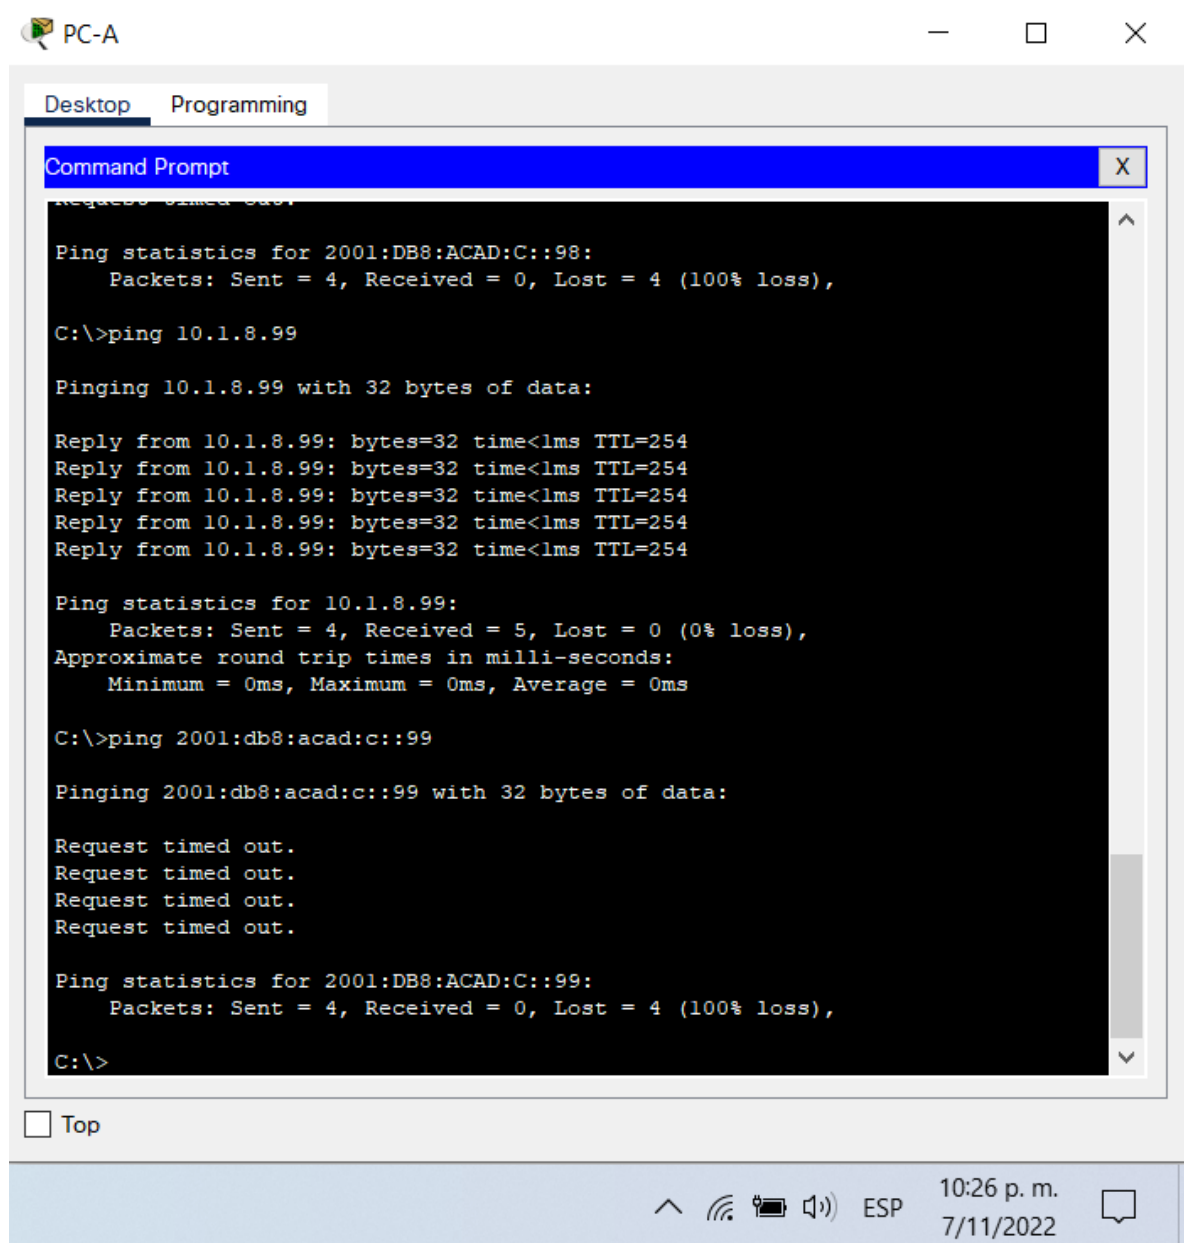 PC-A
Desktop Programming
Command Prompt X
Request timed out.
Ping statistics for 2001:DB8:ACAD:C::98:
Packets: Sent = 4, Received = 0, Lost = 4 (100% loss),
C:\>ping 10.1.8.99
Pinging 10.1.8.99 with 32 bytes of data:
Reply from 10.1.8.99: bytes=32 time<1ms TTL=254
Reply from 10.1.8.99: bytes=32 time<1ms TTL=254
Reply from 10.1.8.99: bytes=32 time<1ms TTL=254
Reply from 10.1.8.99: bytes=32 time<1ms TTL=254
Reply from 10.1.8.99: bytes=32 time<1ms TTL=254
Ping statistics for 10.1.8.99:
Packets: Sent = 4, Received = 5, Lost = 0 (0% loss),
Approximate round trip times in milli-seconds:
Minimum = 0ms, Maximum = 0ms, Average = 0ms
C:\>ping 2001:db8:acad:c::99
Pinging 2001:db8:acad:c::99 with 32 bytes of data:
Request timed out.
Request timed out.
Request timed out.
Request timed out.
Ping statistics for 2001:DB8:ACAD:C::99:
Packets: Sent = 4, Received = 0, Lost = 4 (100% loss),
C:\>
Top
ESP 10:26 p. m.
7/11/2022